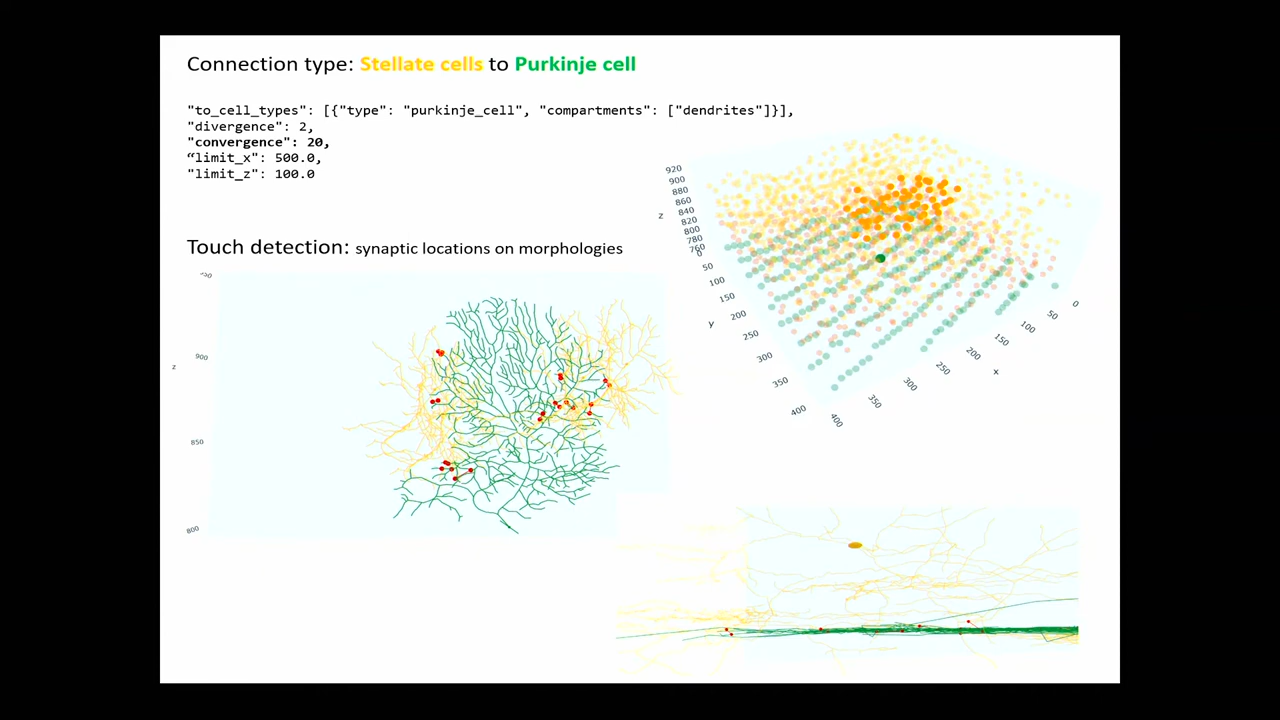 Connection type: Stellate cells to Purkinje cell
"to_cell_types": [{"type": "purkinje_cell", "compartments": ["dendrites"]}],
"divergence": 2,
"convergence": 20,
“limit_x": 500.0,
"limit_z": 100.0
920
900
880
860
z
840
820
800
780
760
0
50
100
150
y
200
250
300
350
400
400
350
300
250
200
x
150
100
50
0
Touch detection: synaptic locations on morphologies
z
900
850
800